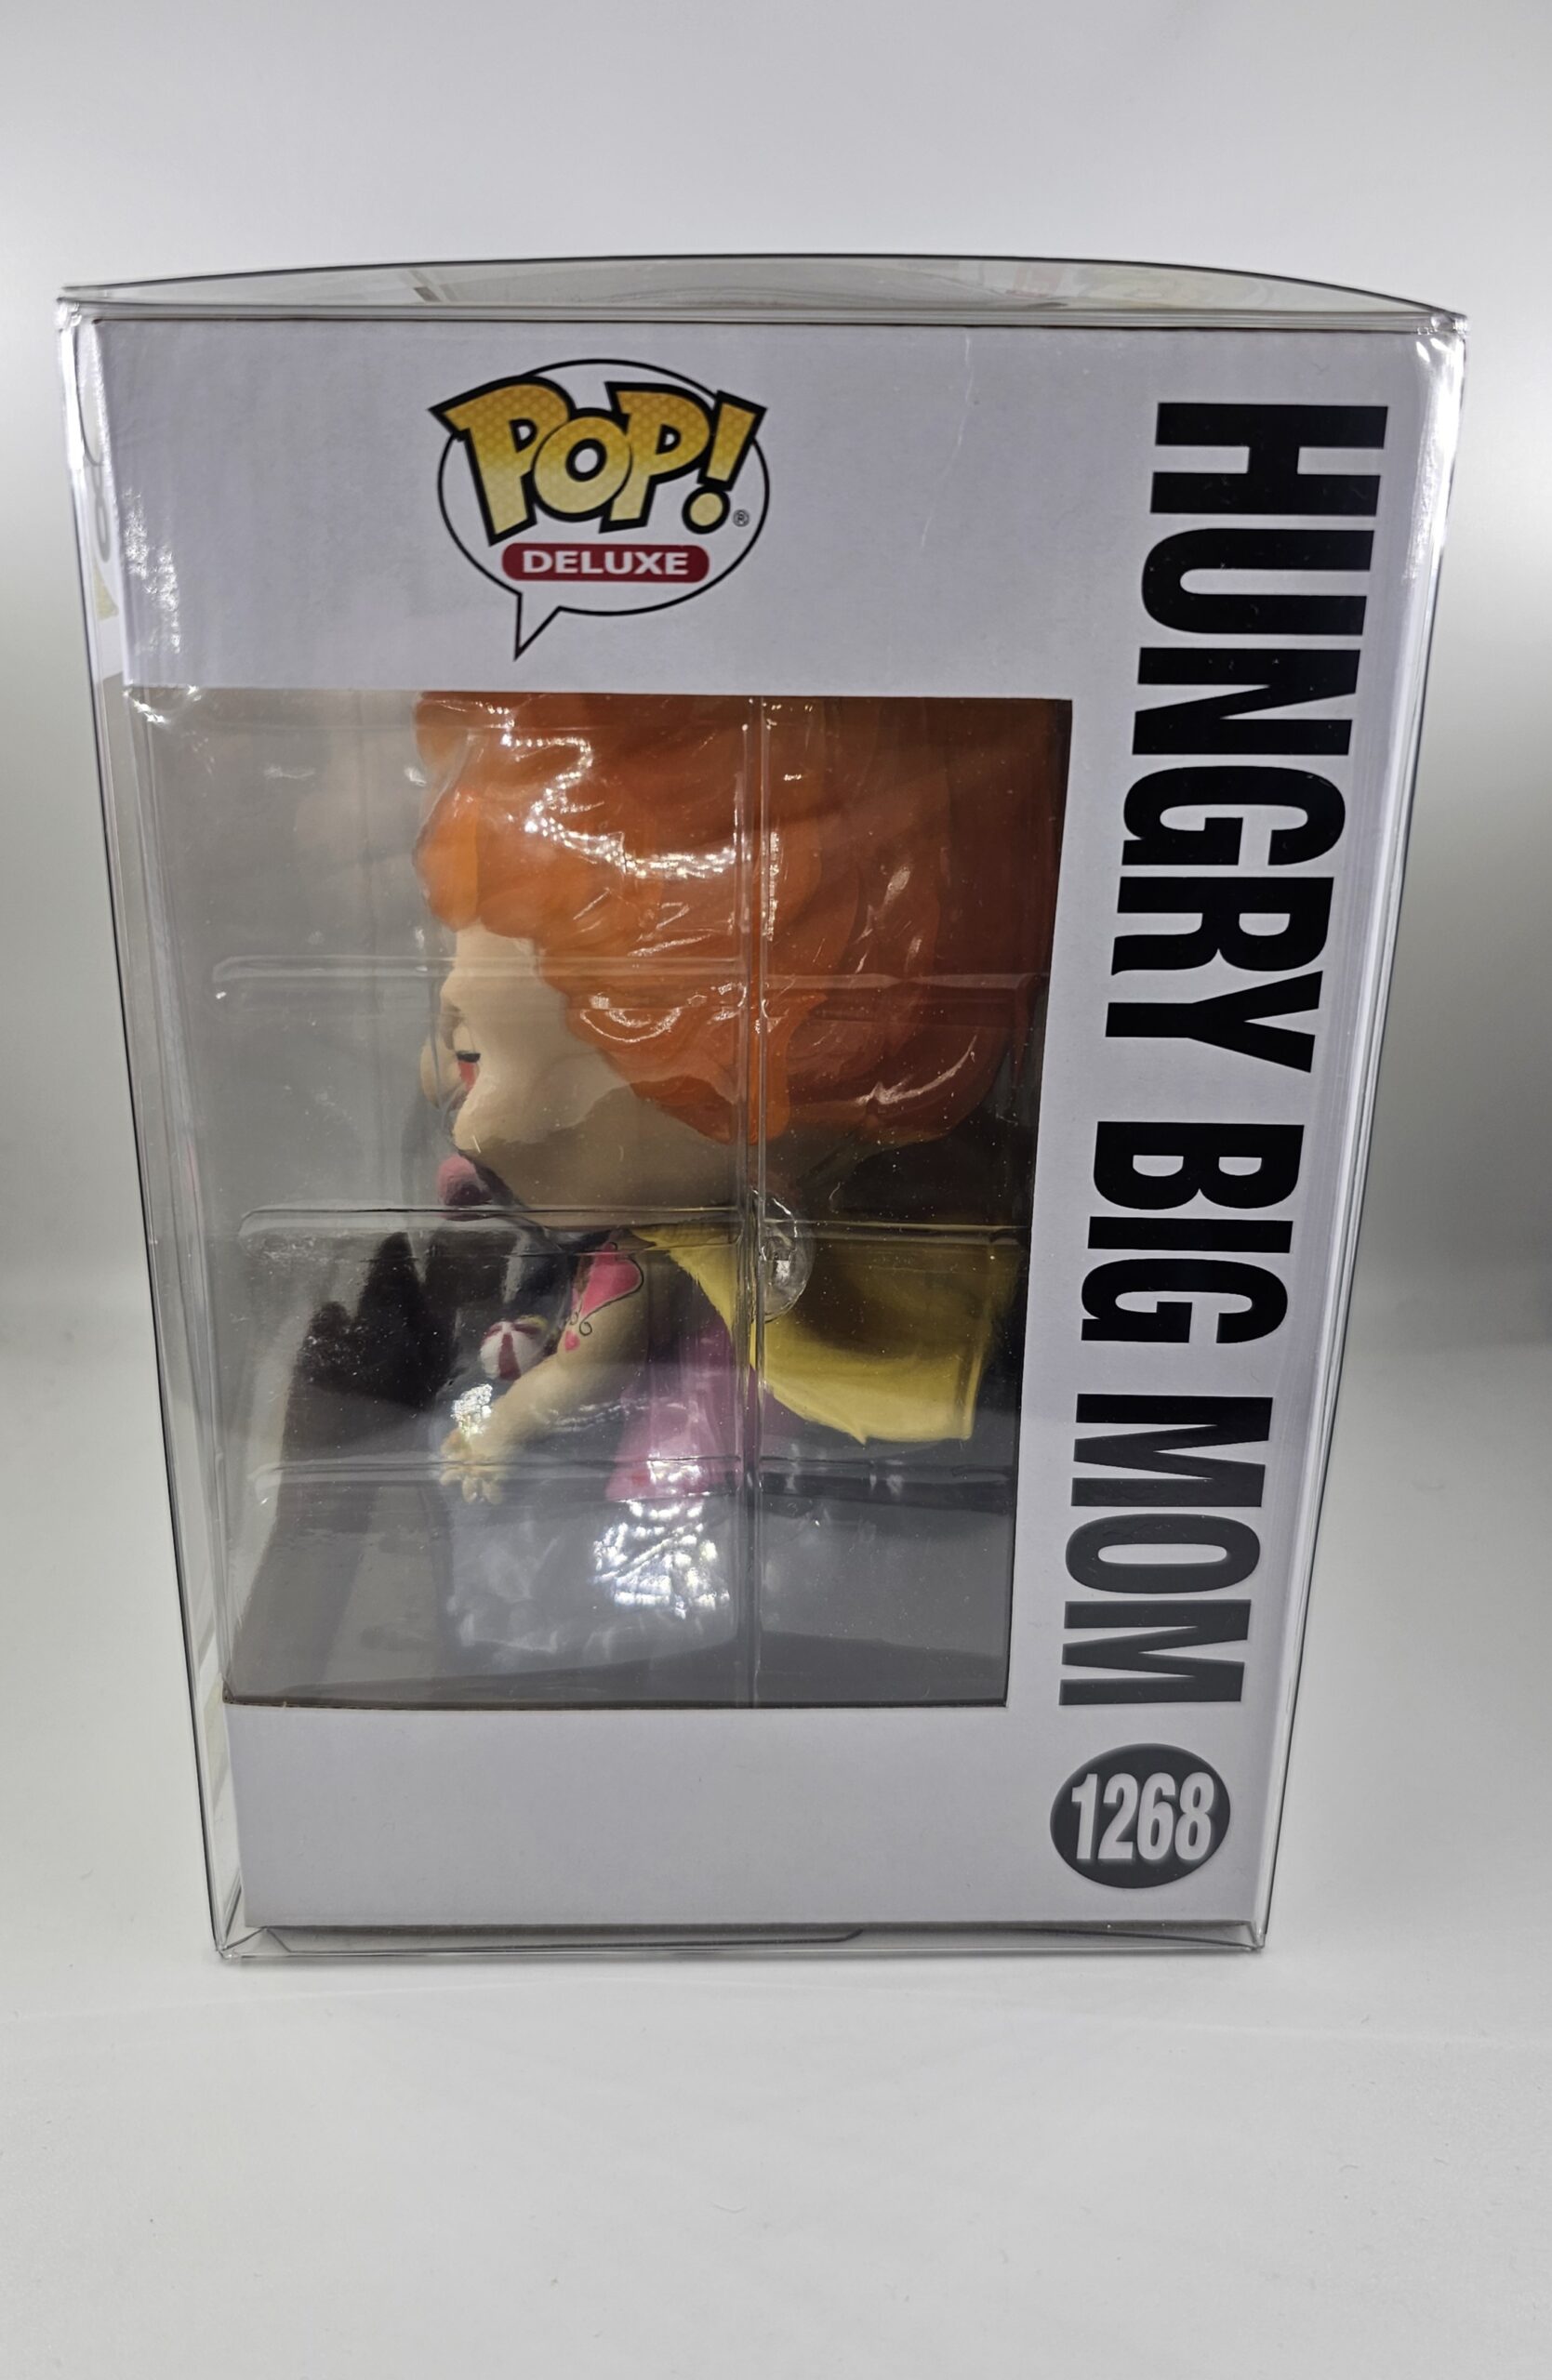 POP!®
DELUXE
HUNGRY BIG MOM
1268